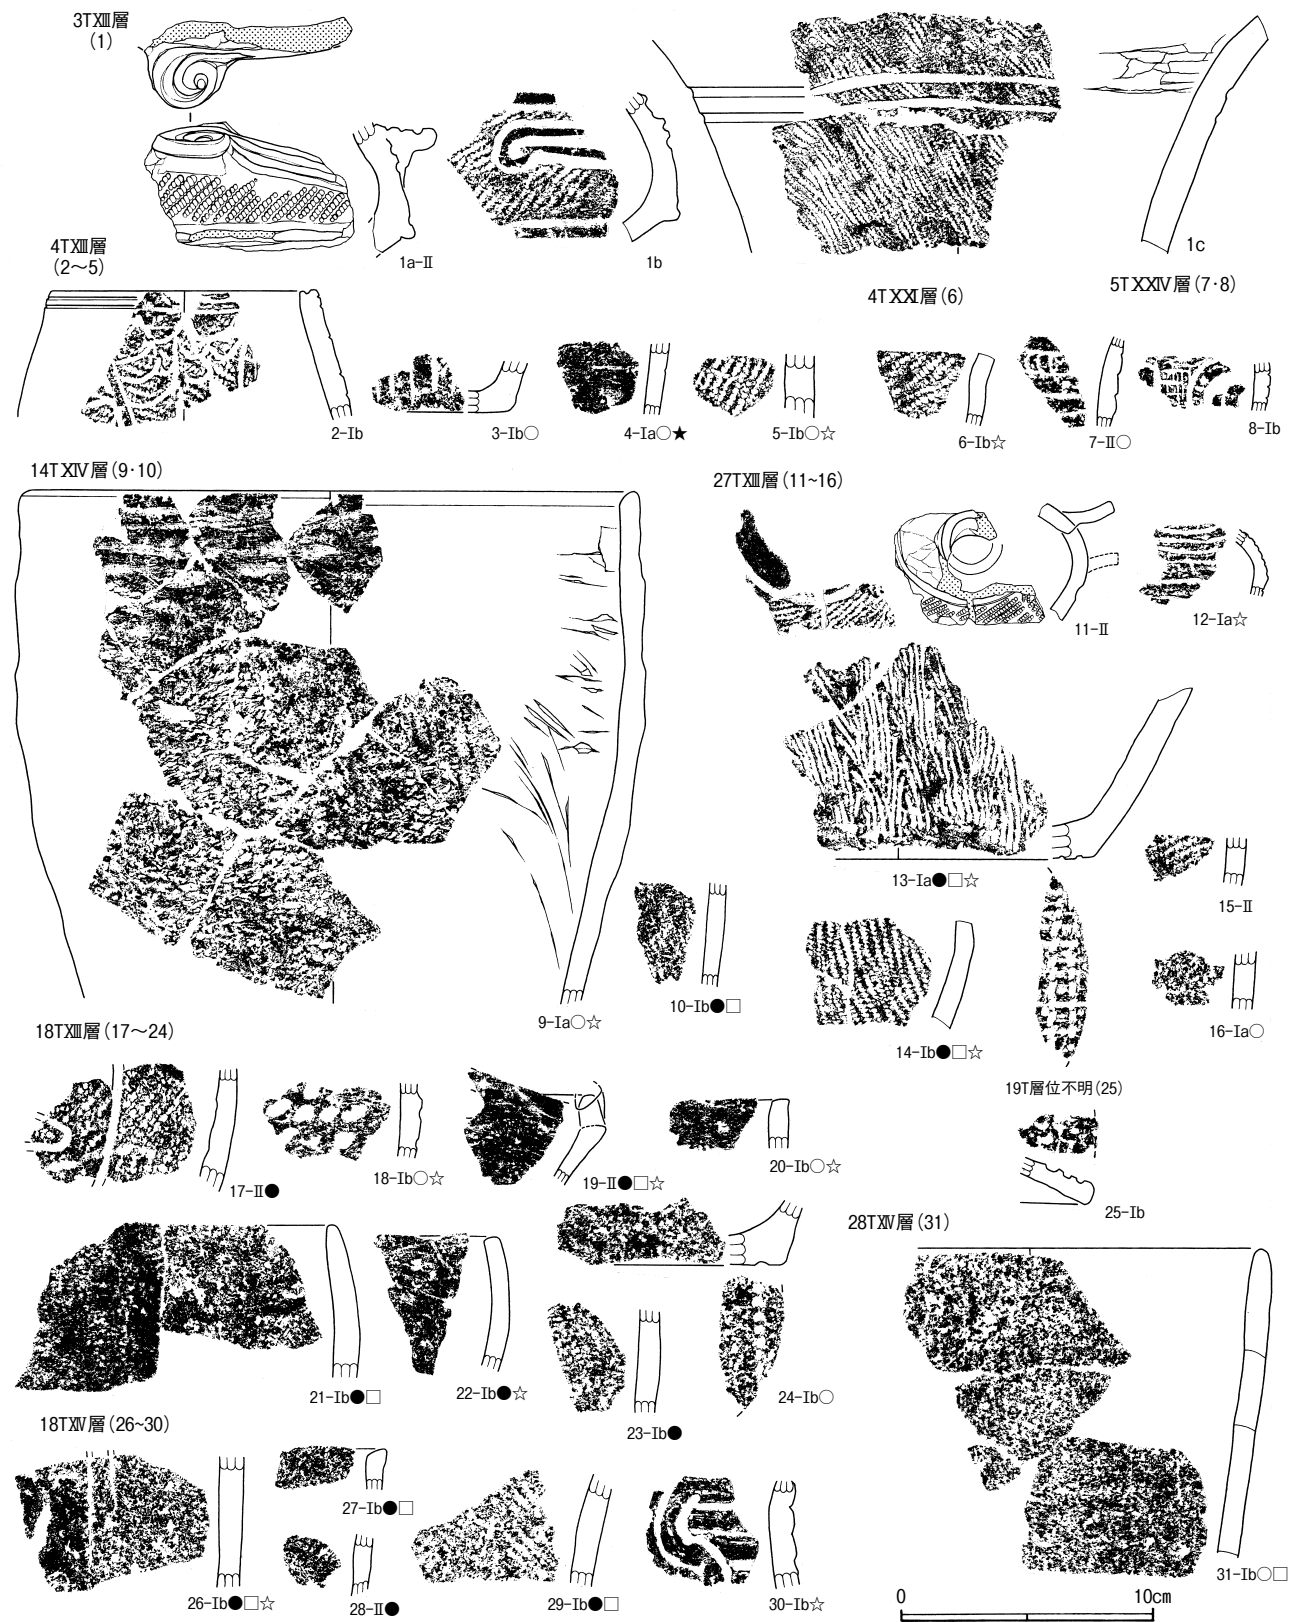 3TXIII層
(1)
1a-II
1b
1c
4TXIII層
(2~5)
4TXXI層(6)
5TXXIV層(7·8)
2-Ib
3-Ib○
4-Ia○★
5-Ib○☆
6-Ib☆
7-II○
8-Ib
14TXIV層(9·10)
27TXIII層(11~16)
11-II
12-Ia☆
13-Ia●□☆
15-II
9-Ia○☆
10-Ib●□
14-Ib●□☆
16-Ia○
18TXIII層(17~24)
19T層位不明(25)
17-II●
18-Ib○☆
19-II●□☆
20-Ib○☆
25-Ib
28TXIV層(31)
21-Ib●□
22-Ib●☆
23-Ib●
24-Ib○
18TXIV層(26~30)
26-Ib●□☆
27-Ib●□
28-II●
29-Ib●□
30-Ib☆
31-Ib○□
0 10cm